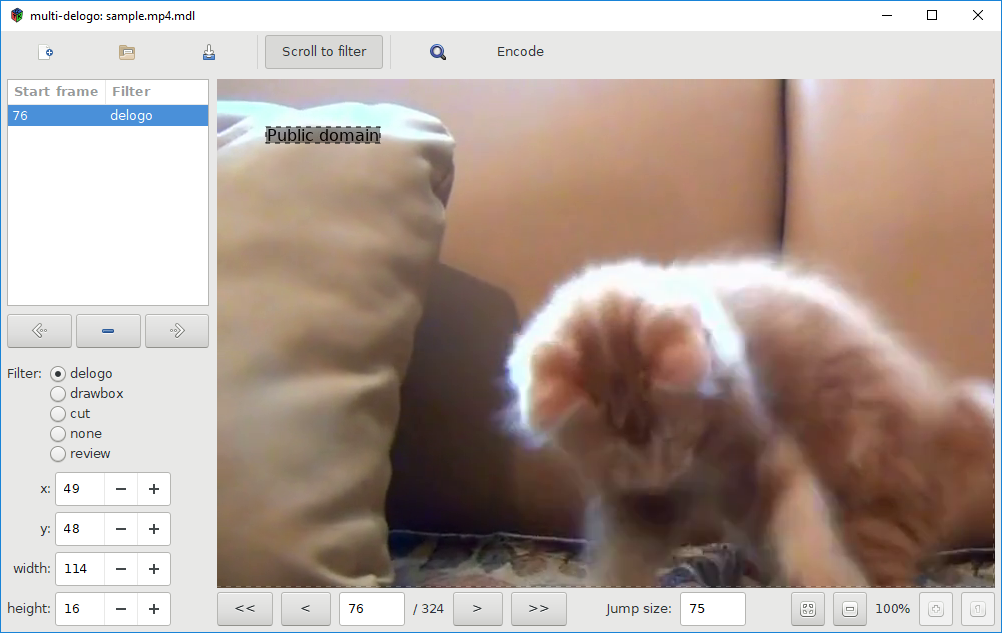 multi-delogo: sample.mp4.mdl
Scroll to filter
Encode
Start frame Filter
76 delogo
Public domain
Filter: delogo
drawbox
cut
none
review
x: 49
y: 48
width: 114
height: 16
<< < 76 / 324 > >> Jump size: 75 100%